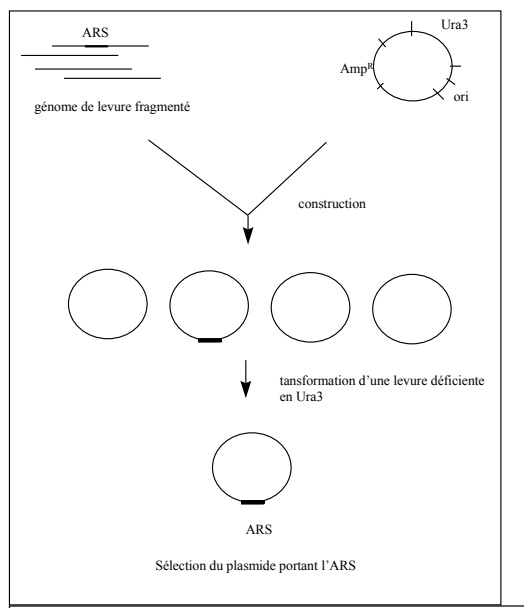 ARS
Ura3
Amp^R
ori
génome de levure fragmenté
construction
tansformation d'une levure déficiente
en Ura3
ARS
Sélection du plasmide portant l'ARS